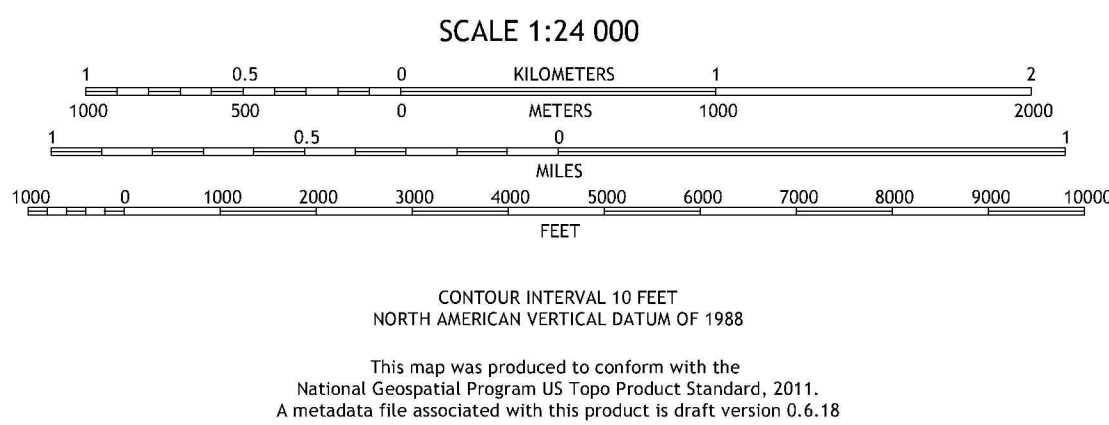 SCALE 1:24 000
1 0.5 0 KILOMETERS 1 2
1000 500 0 METERS 1000 2000
1 0.5 0 1
MILES
1000 0 1000 2000 3000 4000 5000 6000 7000 8000 9000 10000
FEET
CONTOUR INTERVAL 10 FEET
NORTH AMERICAN VERTICAL DATUM OF 1988
This map was produced to conform with the
National Geospatial Program US Topo Product Standard, 2011.
A metadata file associated with this product is draft version 0.6.18